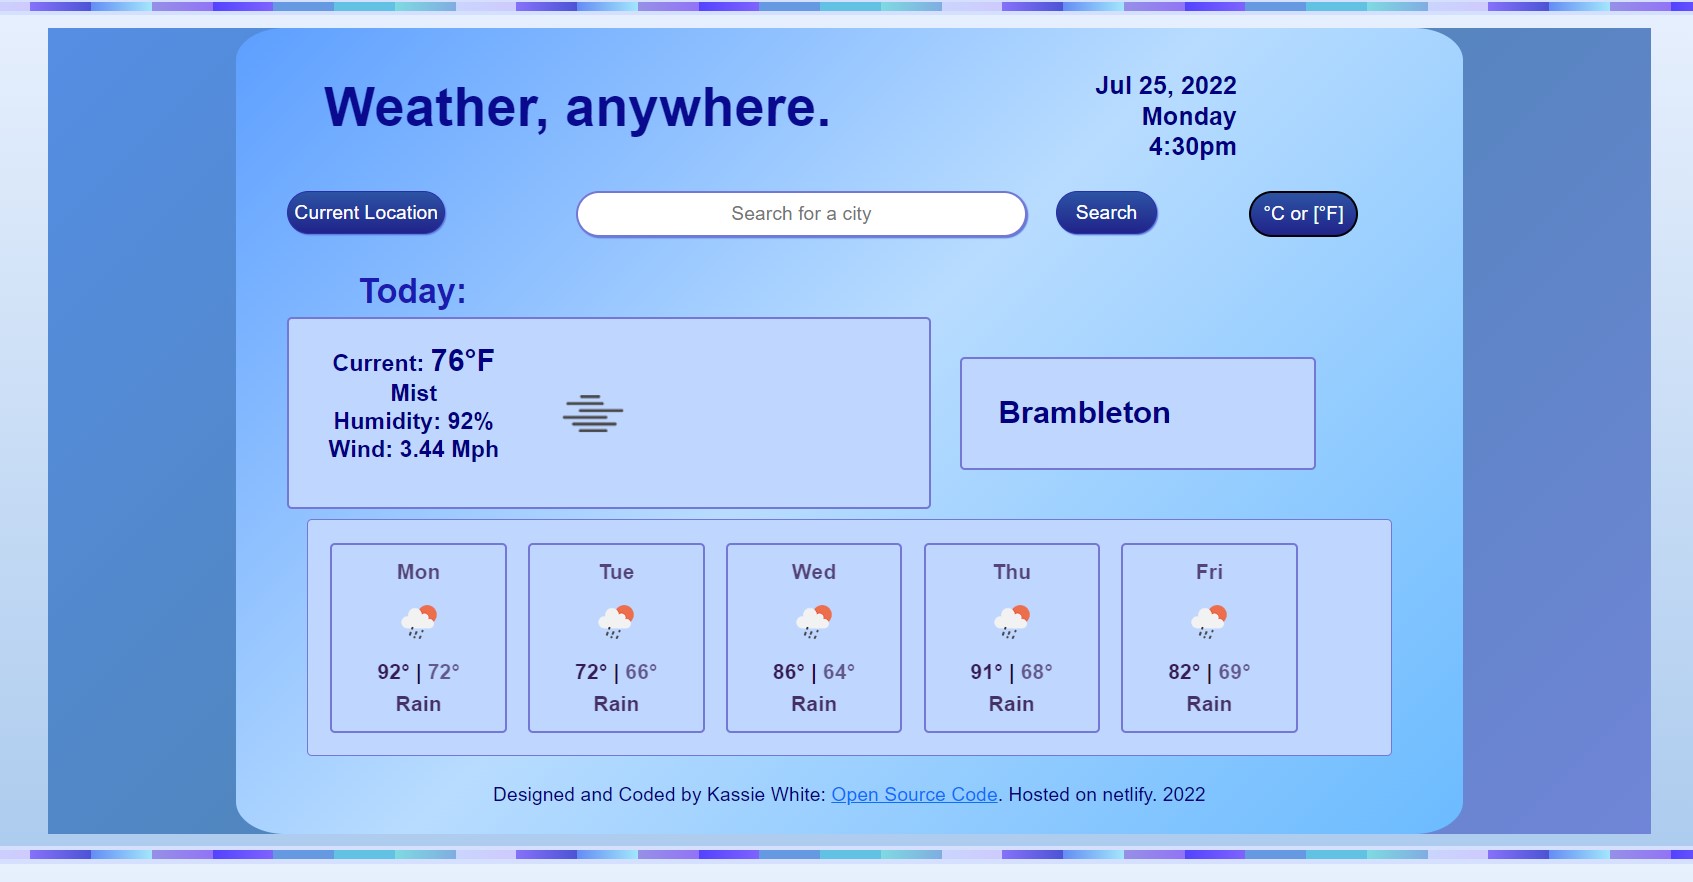 Weather, anywhere.
Jul 25, 2022
Monday
4:30pm
Current Location
Search for a city
Search
°C or [°F]
Today:
Current: 76°F
Mist
Humidity: 92%
Wind: 3.44 Mph
Brambleton
Mon
92° | 72°
Rain
Tue
72° | 66°
Rain
Wed
86° | 64°
Rain
Thu
91° | 68°
Rain
Fri
82° | 69°
Rain
Designed and Coded by Kassie White: Open Source Code. Hosted on netlify. 2022